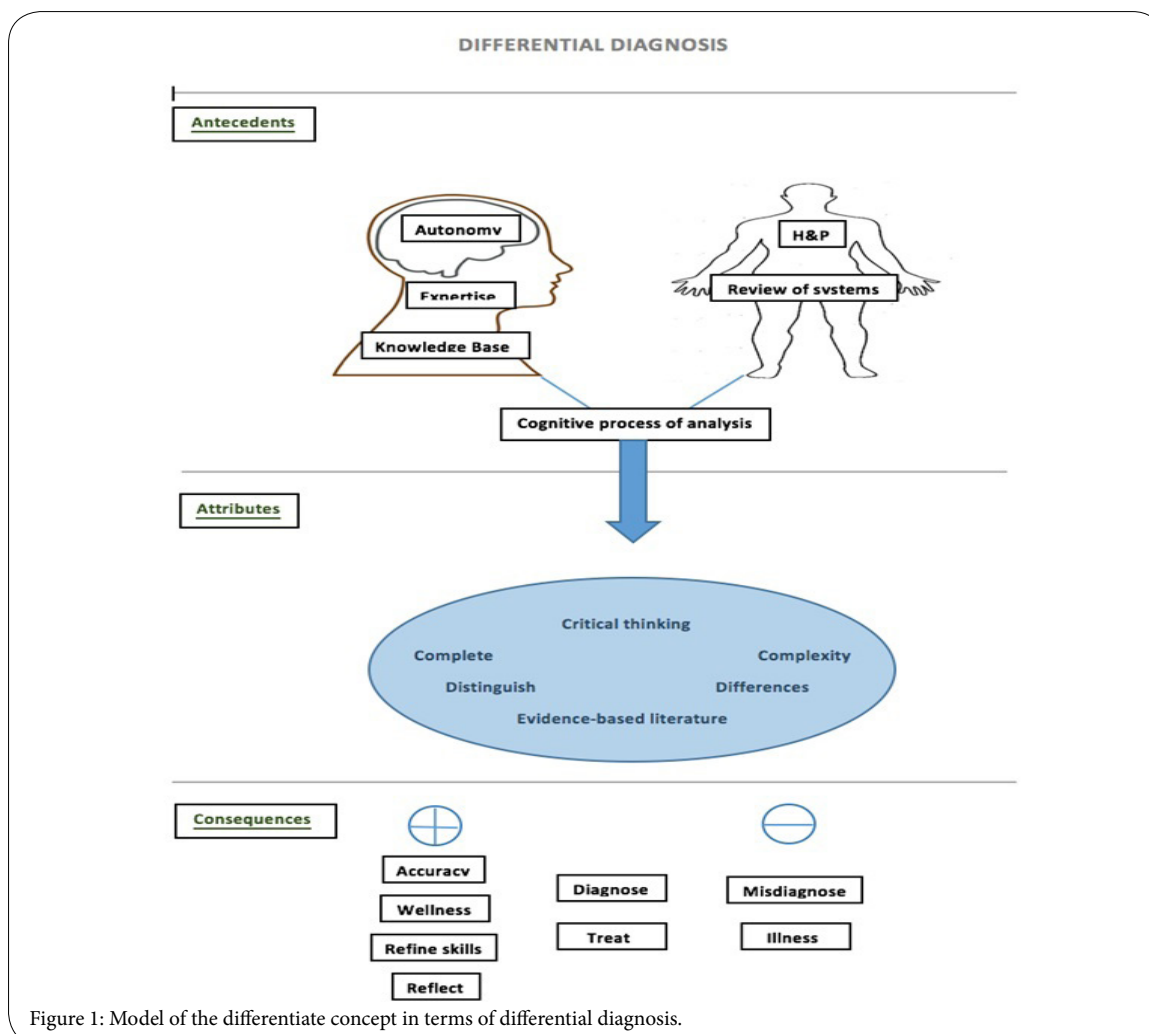 DIFFERENTIAL DIAGNOSIS
Antecedents
Autonomy
H&P
Expertise
Review of systems
Knowledge Base
Cognitive process of analysis
Attributes
Critical thinking
Complete
Complexity
Distinguish
Differences
Evidence-based literature
Consequences
Accuracy
Diagnose
Misdiagnose
Wellness
Treat
Illness
Refine skills
Reflect
Figure 1: Model of the differentiate concept in terms of differential diagnosis.